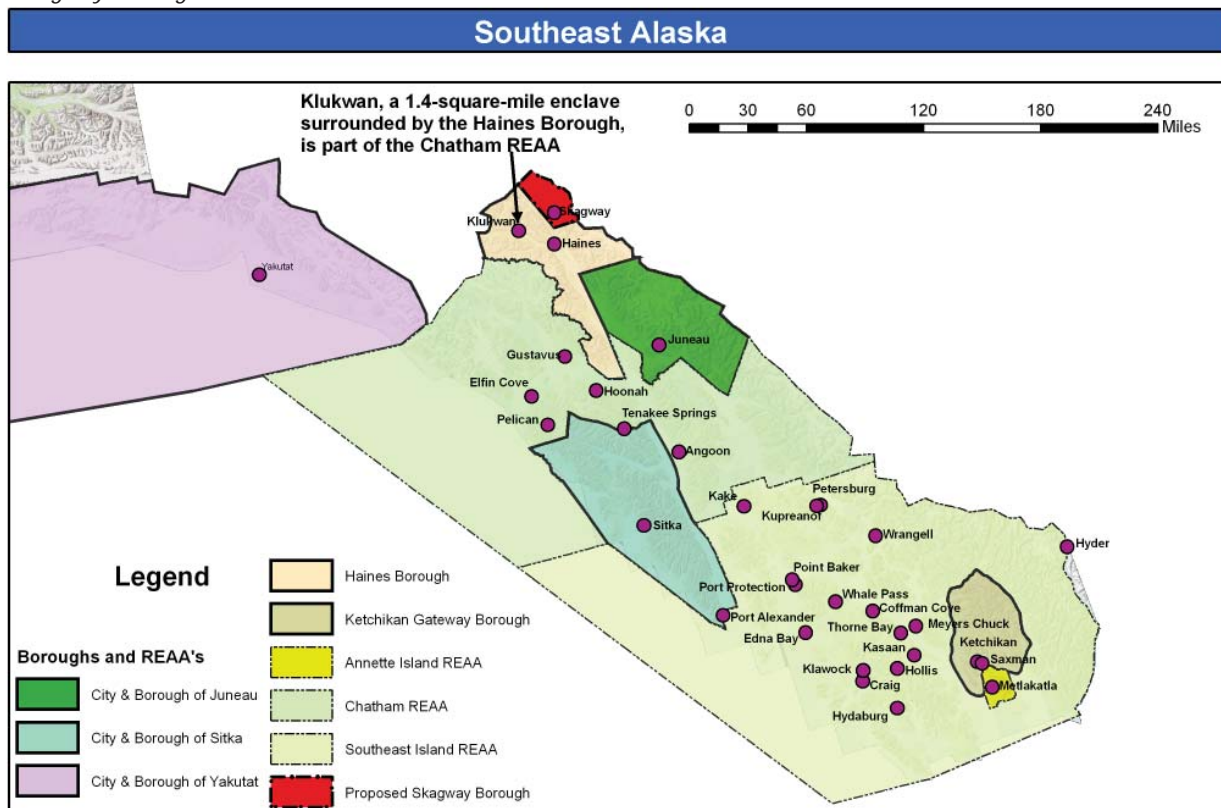 Southeast Alaska
Klukwan, a 1.4-square-mile enclave
surrounded by the Haines Borough,
is part of the Chatham REAA
0 60 120 180 240
Miles
Skagway
Klukwan
Haines
Yakutat
Juneau
Gustavus
Elfin Cove
Hoonah
Pelican
Tenakee Springs
Angoon
Kake
Petersburg
Kupreanof
Sitka
Wrangell
Hyder
Point Baker
Port Protection
Whale Pass
Port Alexander
Coffman Cove
Edna Bay
Thorne Bay
Meyers Chuck
Kasaan
Ketchikan
Saxman
Klawock
Hollis
Craig
Metlakatla
Hydaburg
Legend
Boroughs and REAA's
City & Borough of Juneau
City & Borough of Sitka
City & Borough of Yakutat
Haines Borough
Ketchikan Gateway Borough
Annette Island REAA
Chatham REAA
Southeast Island REAA
Proposed Skagway Borough